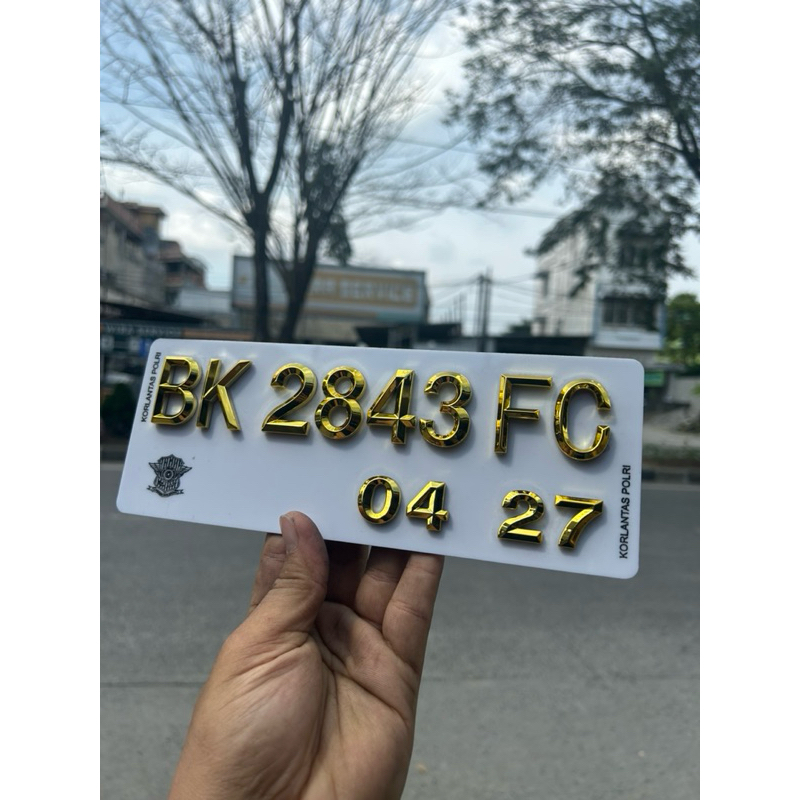 KORLANTAS POLRI
BK 2843 FC
04 27
KORLANTAS POLRI